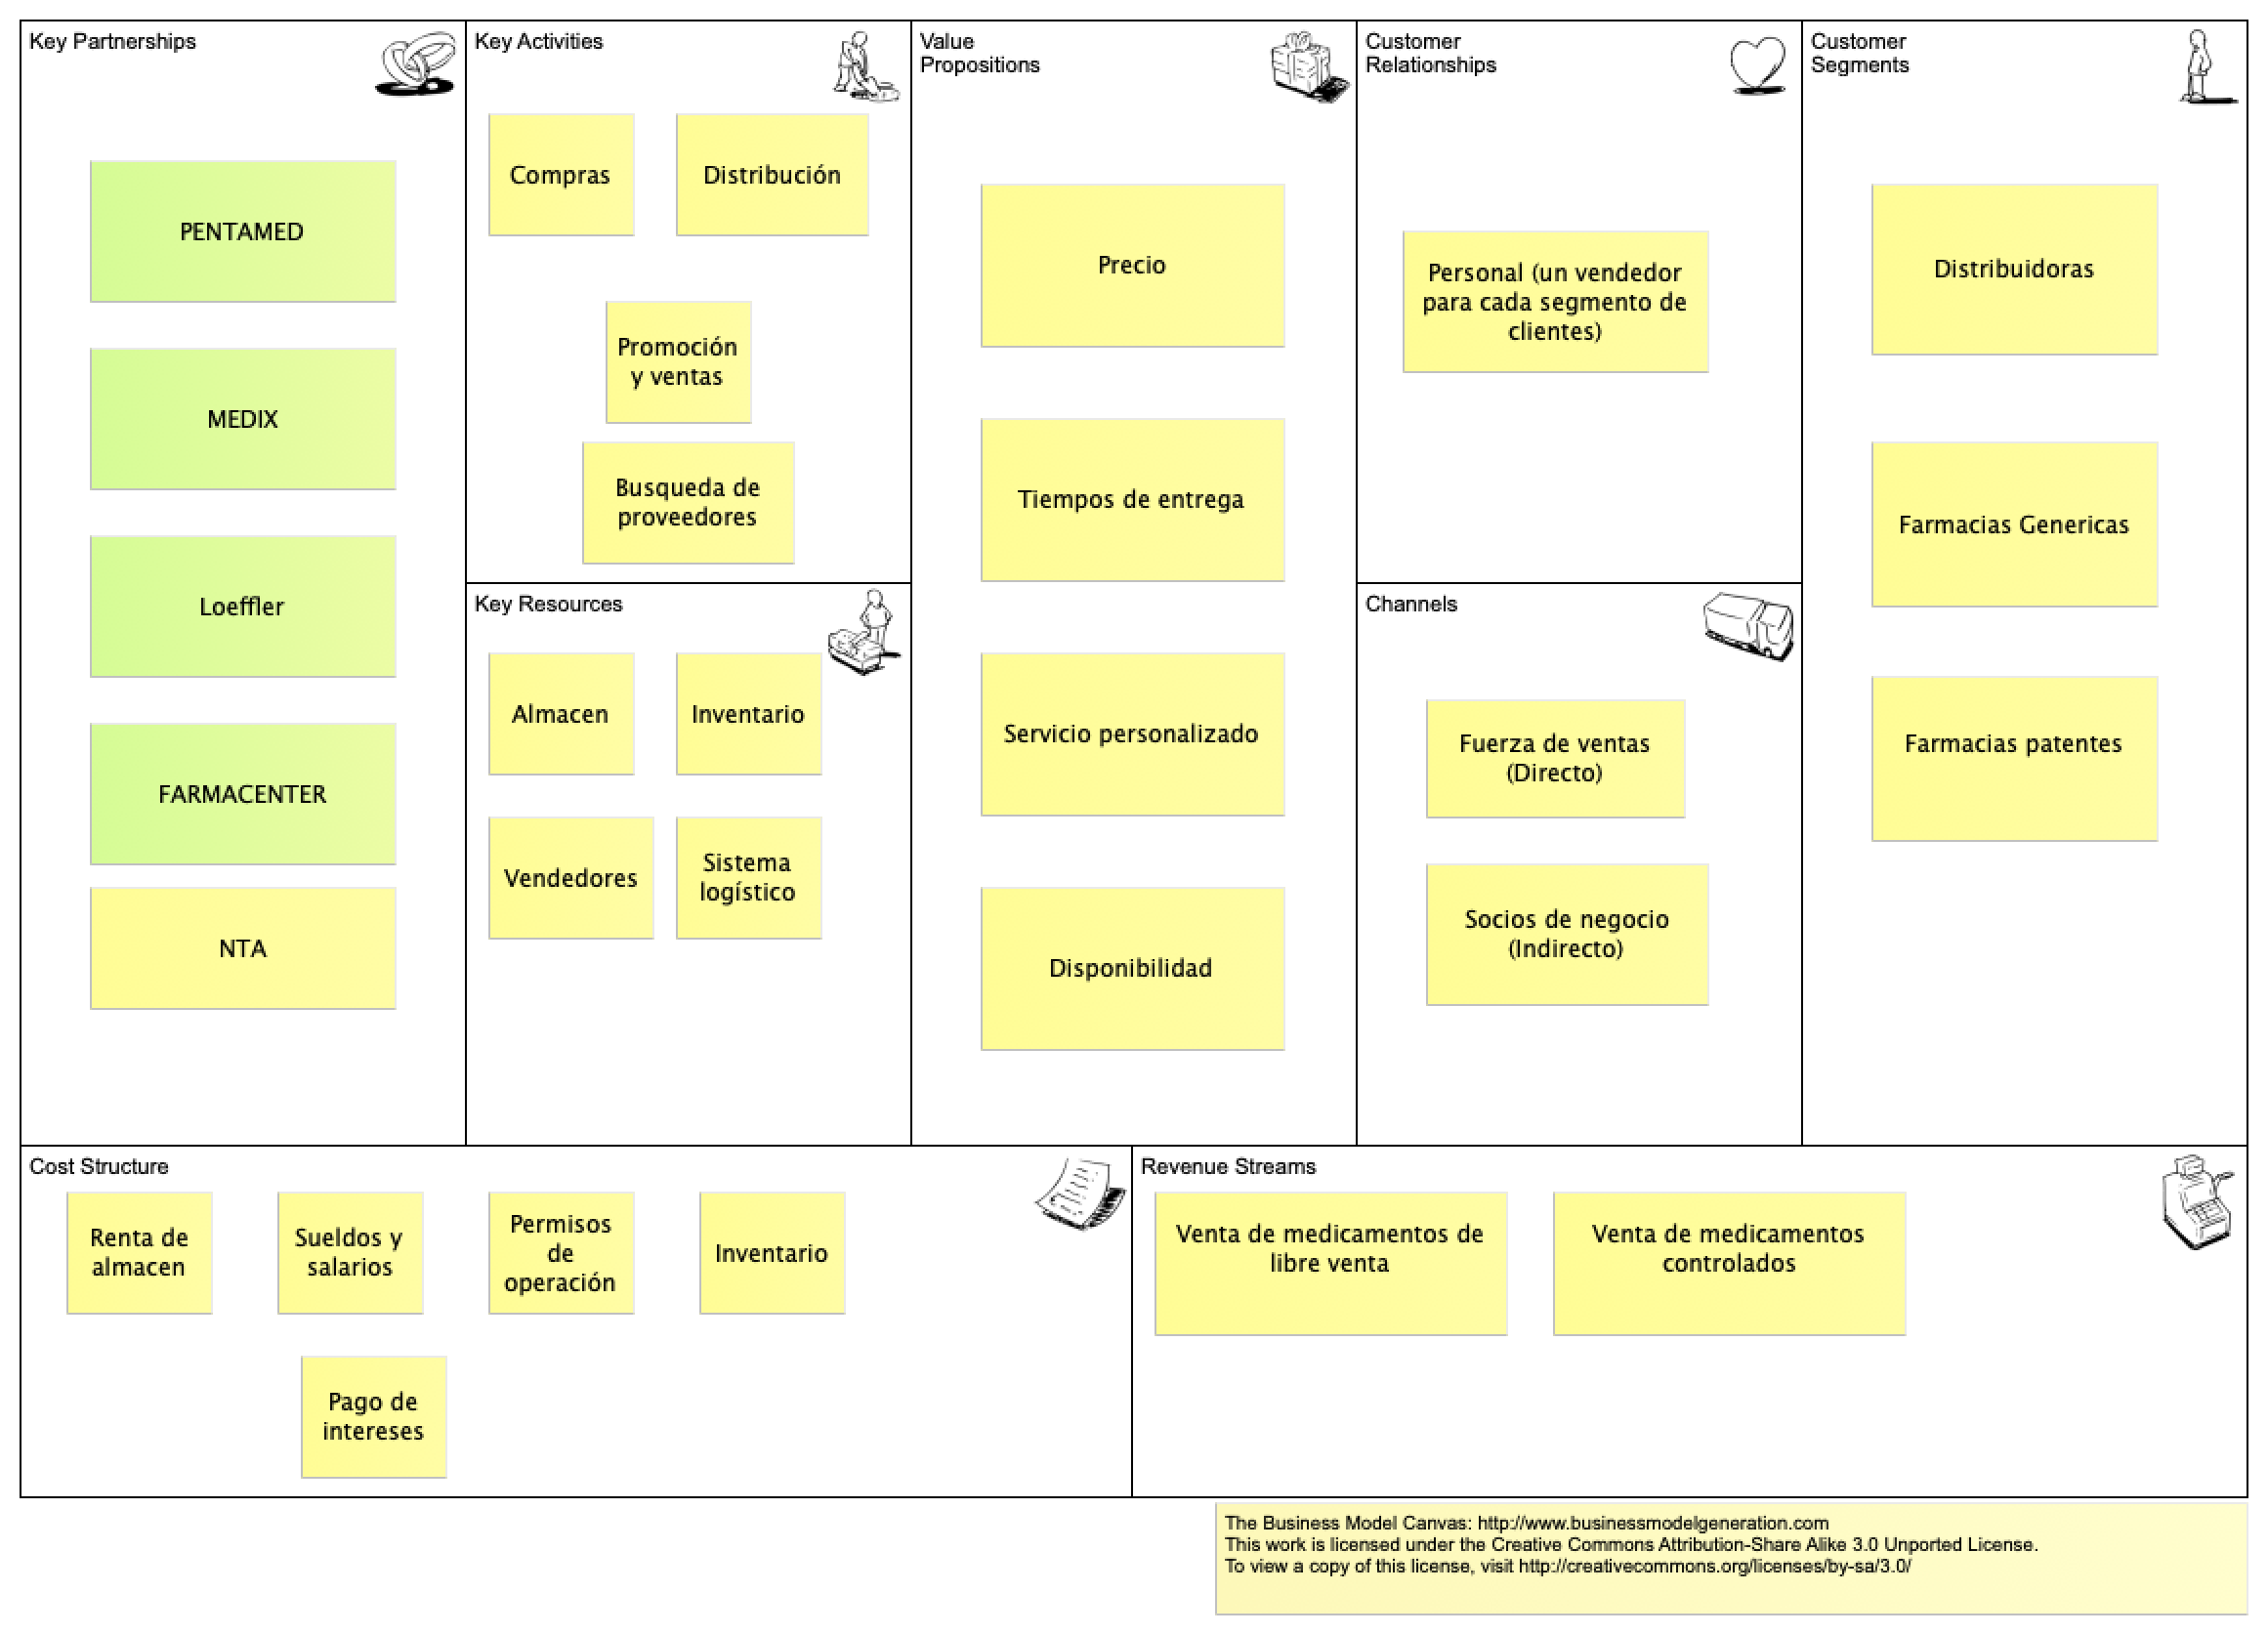 Key Partnerships
PENTAMED
MEDIX
Loeffler
FARMACENTER
NTA
Key Activities
Compras
Distribución
Promoción
y ventas
Busqueda de
proveedores
Key Resources
Almacen
Inventario
Vendedores
Sistema
logístico
Value
Propositions
Precio
Tiempos de entrega
Servicio personalizado
Disponibilidad
Customer
Relationships
Personal (un vendedor
para cada segmento de
clientes)
Channels
Fuerza de ventas
(Directo)
Socios de negocio
(Indirecto)
Customer
Segments
Distribuidoras
Farmacias Genericas
Farmacias patentes
Cost Structure
Renta de
almacen
Sueldos y
salarios
Permisos
de
operación
Inventario
Pago de
intereses
Revenue Streams
Venta de medicamentos de
libre venta
Venta de medicamentos
controlados
The Business Model Canvas: http://www.businessmodelgeneration.com
This work is licensed under the Creative Commons Attribution-Share Alike 3.0 Unported License.
To view a copy of this license, visit http://creativecommons.org/licenses/by-sa/3.0/